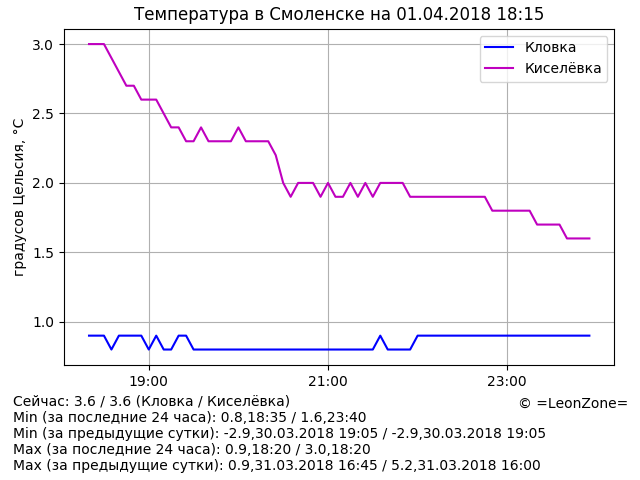 Температура в Смоленске на 01.04.2018 18:15
Кловка
Киселёвка
градусов Цельсия, °C
3.0
2.5
2.0
1.5
1.0
19:00 21:00 23:00
© =LeonZone=
Сейчас: 3.6 / 3.6 (Кловка / Киселёвка)
Min (за последние 24 часа): 0.8,18:35 / 1.6,23:40
Min (за предыдущие сутки): -2.9,30.03.2018 19:05 / -2.9,30.03.2018 19:05
Max (за последние 24 часа): 0.9,18:20 / 3.0,18:20
Max (за предыдущие сутки): 0.9,31.03.2018 16:45 / 5.2,31.03.2018 16:00